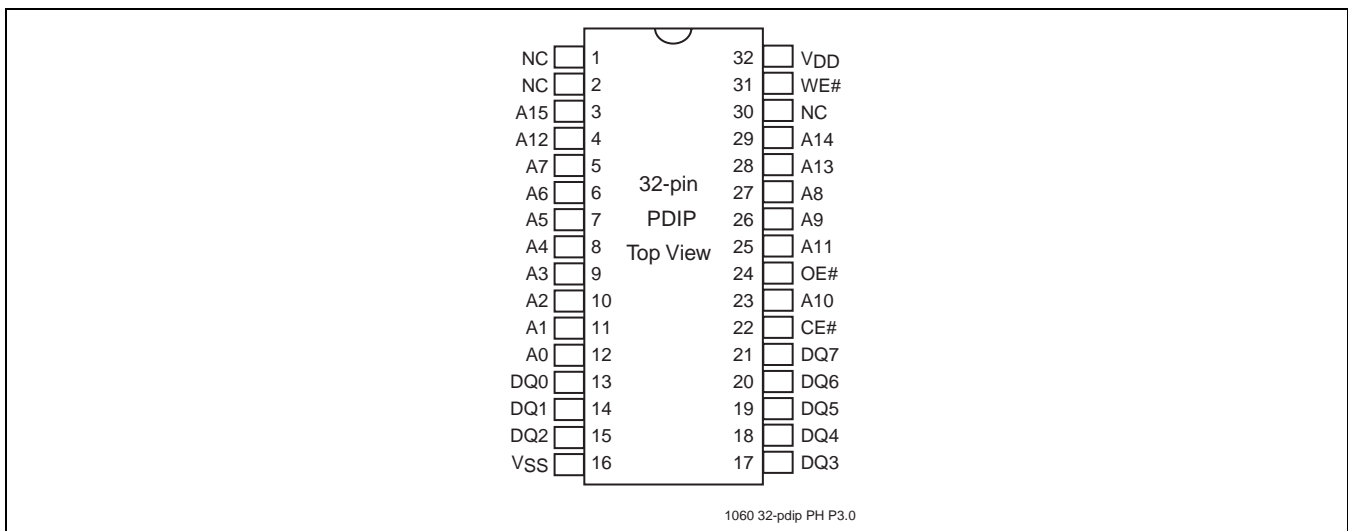 NC 1 32 VDD
NC 2 31 WE#
A15 3 30 NC
A12 4 29 A14
A7 5 28 A13
A6 6 32-pin 27 A8
A5 7 PDIP 26 A9
A4 8 Top View 25 A11
A3 9 24 OE#
A2 10 23 A10
A1 11 22 CE#
A0 12 21 DQ7
DQ0 13 20 DQ6
DQ1 14 19 DQ5
DQ2 15 18 DQ4
VSS 16 17 DQ3
1060 32-pdip PH P3.0